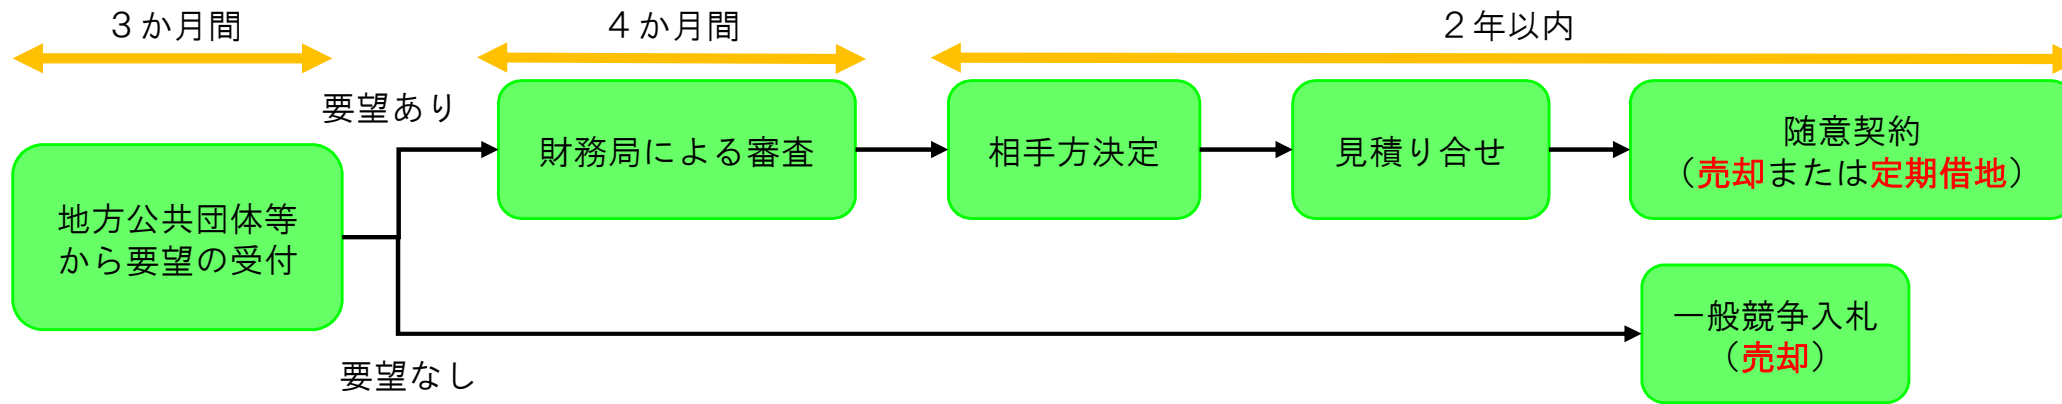 ３か月間
４か月間
２年以内
要望あり
地方公共団体等
から要望の受付
財務局による審査
相手方決定
見積り合せ
随意契約
（売却または定期借地）
要望なし
一般競争入札
（売却）